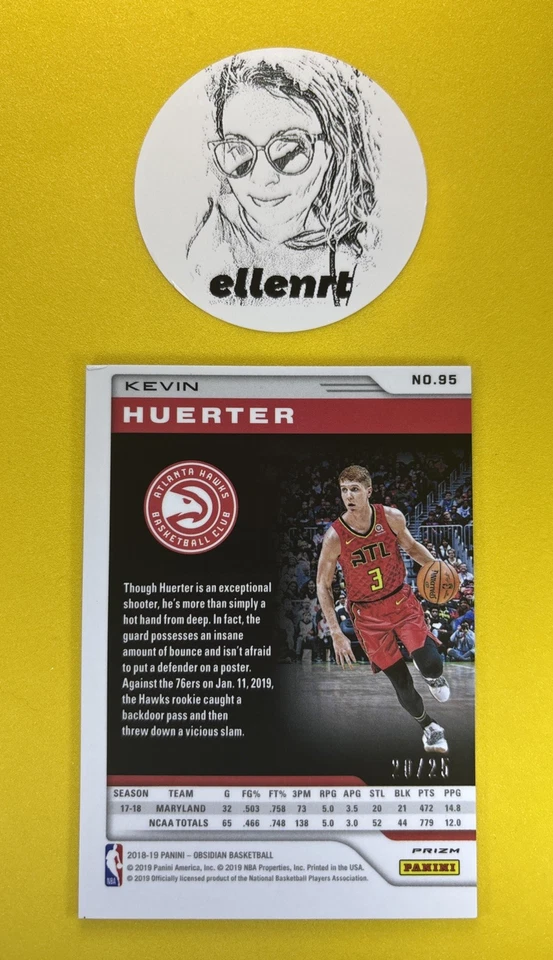 ellenrt
KEVIN
NO.95
HUERTER
ATLANTA HAWKS
BASKETBALL CLUB
ATL
3
Though Huerter is an exceptional
shooter, he's more than simply a
hot hand from deep. In fact, the
guard possesses an insane
amount of bounce and isn't afraid
to put a defender on a poster.
Against the 76ers on Jan. 11, 2019,
the Hawks rookie caught a
backdoor pass and then
threw down a vicious slam.
20/25
SEASON TEAM G FG% FT% 3PM RPG APG STL BLK PTS PPG
17-18 MARYLAND 32 .503 .758 73 5.0 3.5 20 21 472 14.8
NCAA TOTALS 65 .466 .748 138 5.0 3.0 52 44 779 12.0
2018-19 PANINI – OBSIDIAN BASKETBALL
© 2019 Panini America, Inc. © 2019 NBA Properties, Inc. Printed in the USA.
© 2019 Officially licensed product of the National Basketball Players Association.
NBA
PRIZM
PANINI